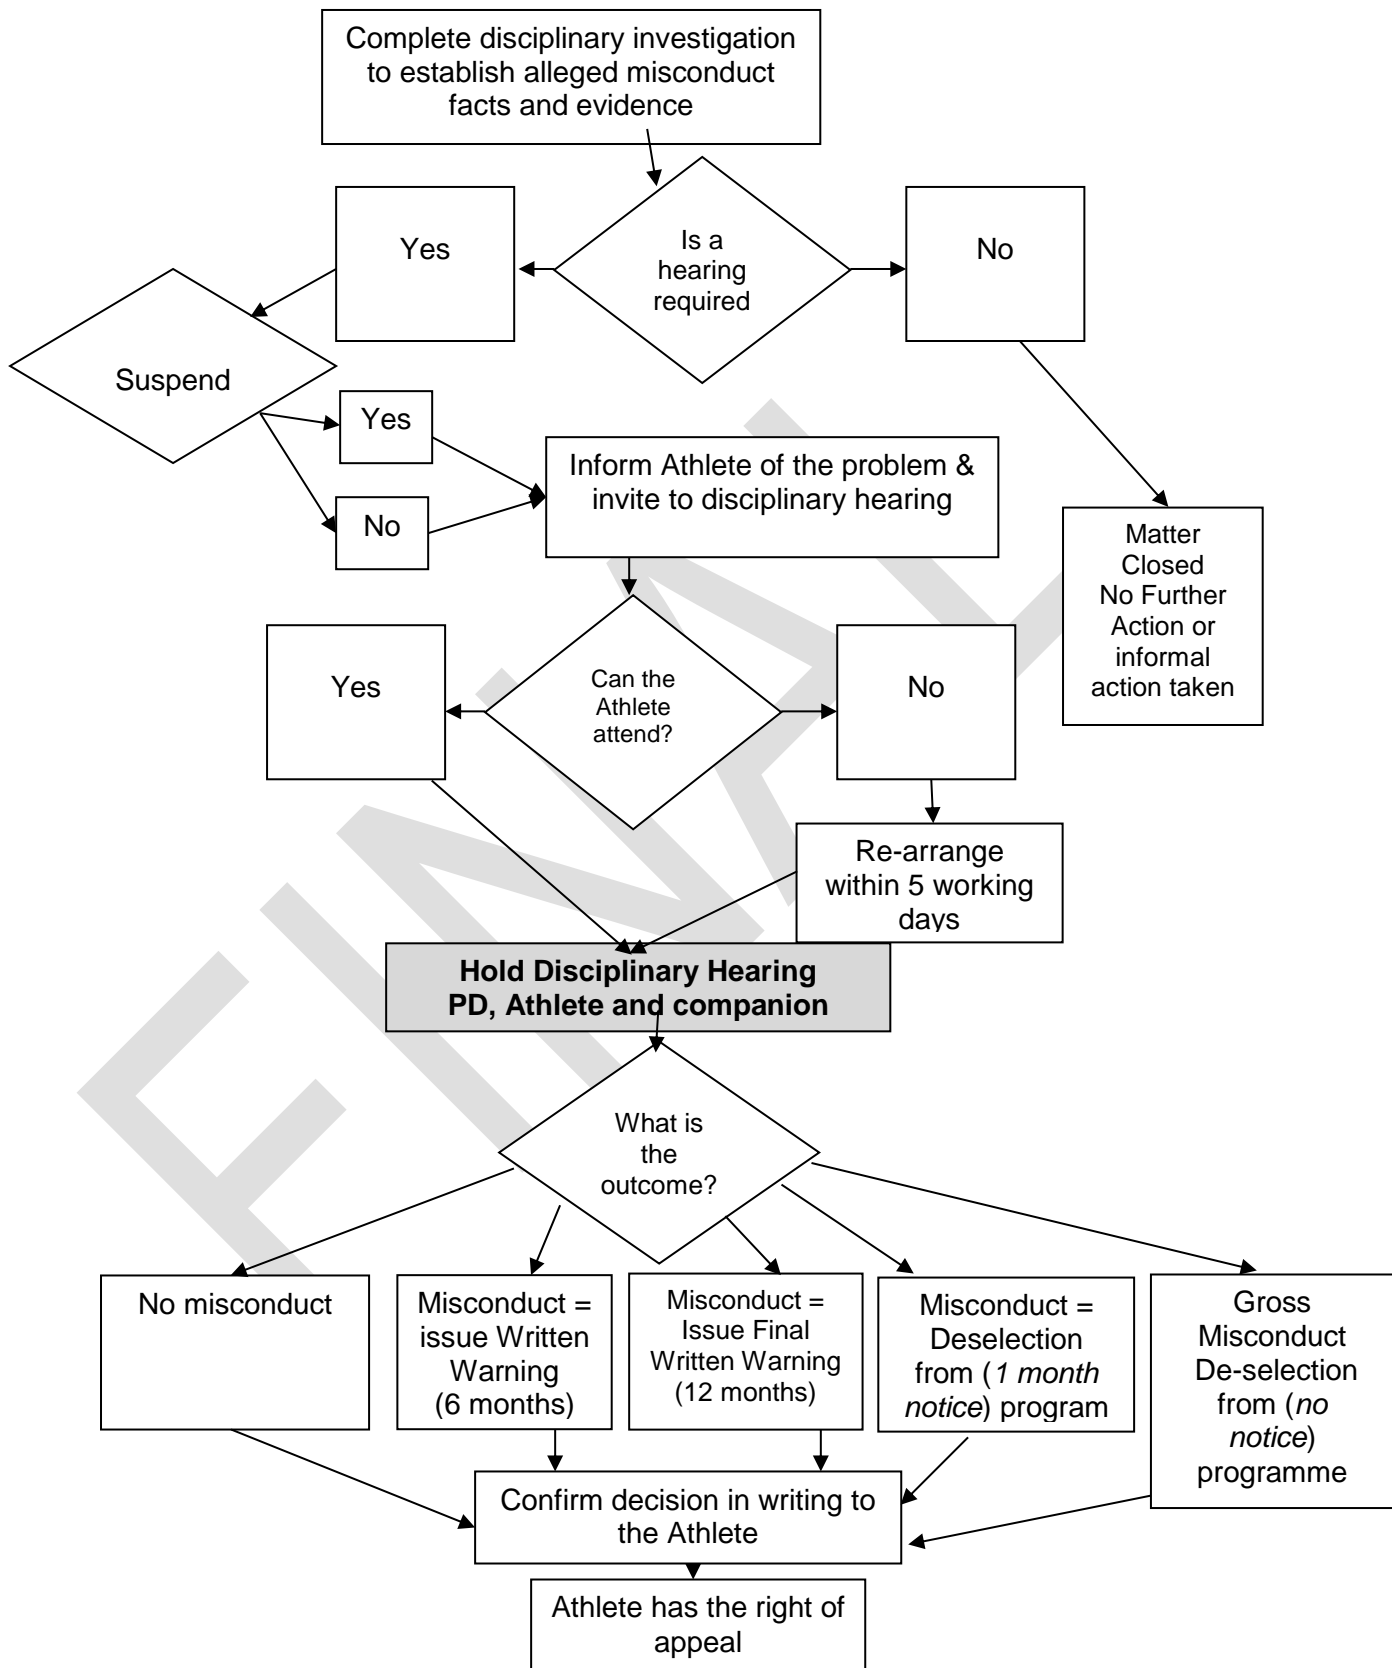 Complete disciplinary investigation
to establish alleged misconduct
facts and evidence
Yes
Is a
hearing
required
No
Suspend
Yes
No
Inform Athlete of the problem &
invite to disciplinary hearing
Matter
Closed
No Further
Action or
informal
action taken
Yes
Can the
Athlete
attend?
No
Re-arrange
within 5 working
days
Hold Disciplinary Hearing
PD, Athlete and companion
What is
the
outcome?
No misconduct
Misconduct =
issue Written
Warning
(6 months)
Misconduct =
Issue Final
Written Warning
(12 months)
Misconduct =
Deselection
from (1 month
notice) program
Gross
Misconduct
De-selection
from (no
notice)
programme
Confirm decision in writing to
the Athlete
Athlete has the right of
appeal
FINAL